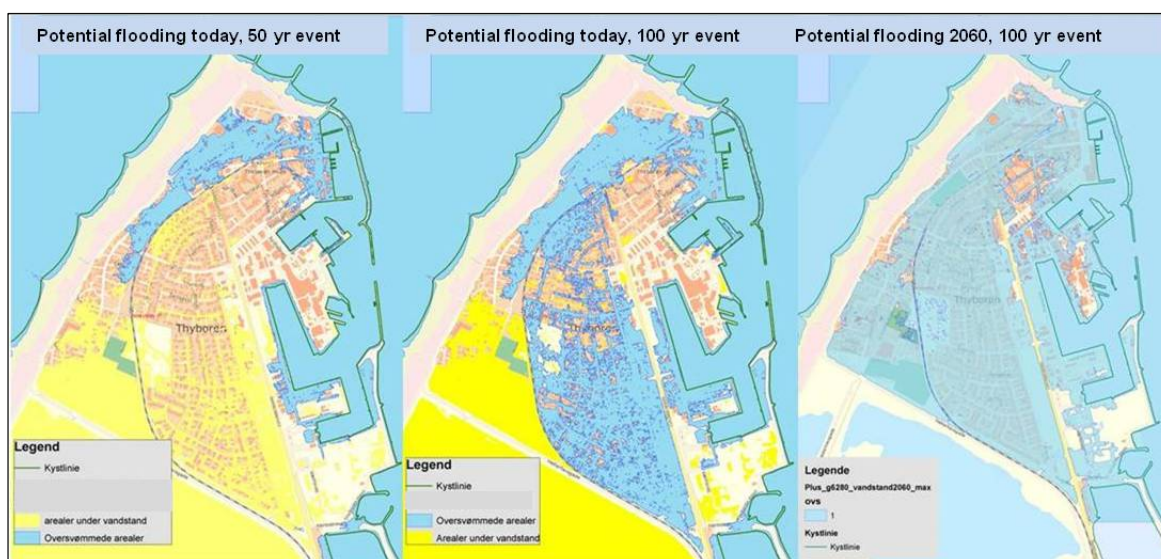 Potential flooding today, 50 yr event
Potential flooding today, 100 yr event
Potential flooding 2060, 100 yr event
Thyborøn
Thyborøn
Thyborøn
Legend
Kystlinie
arealer under vandstand
Oversvømmede arealer
Legend
Kystlinie
Oversvømmede arealer
Arealer under vandstand
Legende
Plus_g6280_vandstand2060_max
OVS
1
Kystlinie
Kystlinie